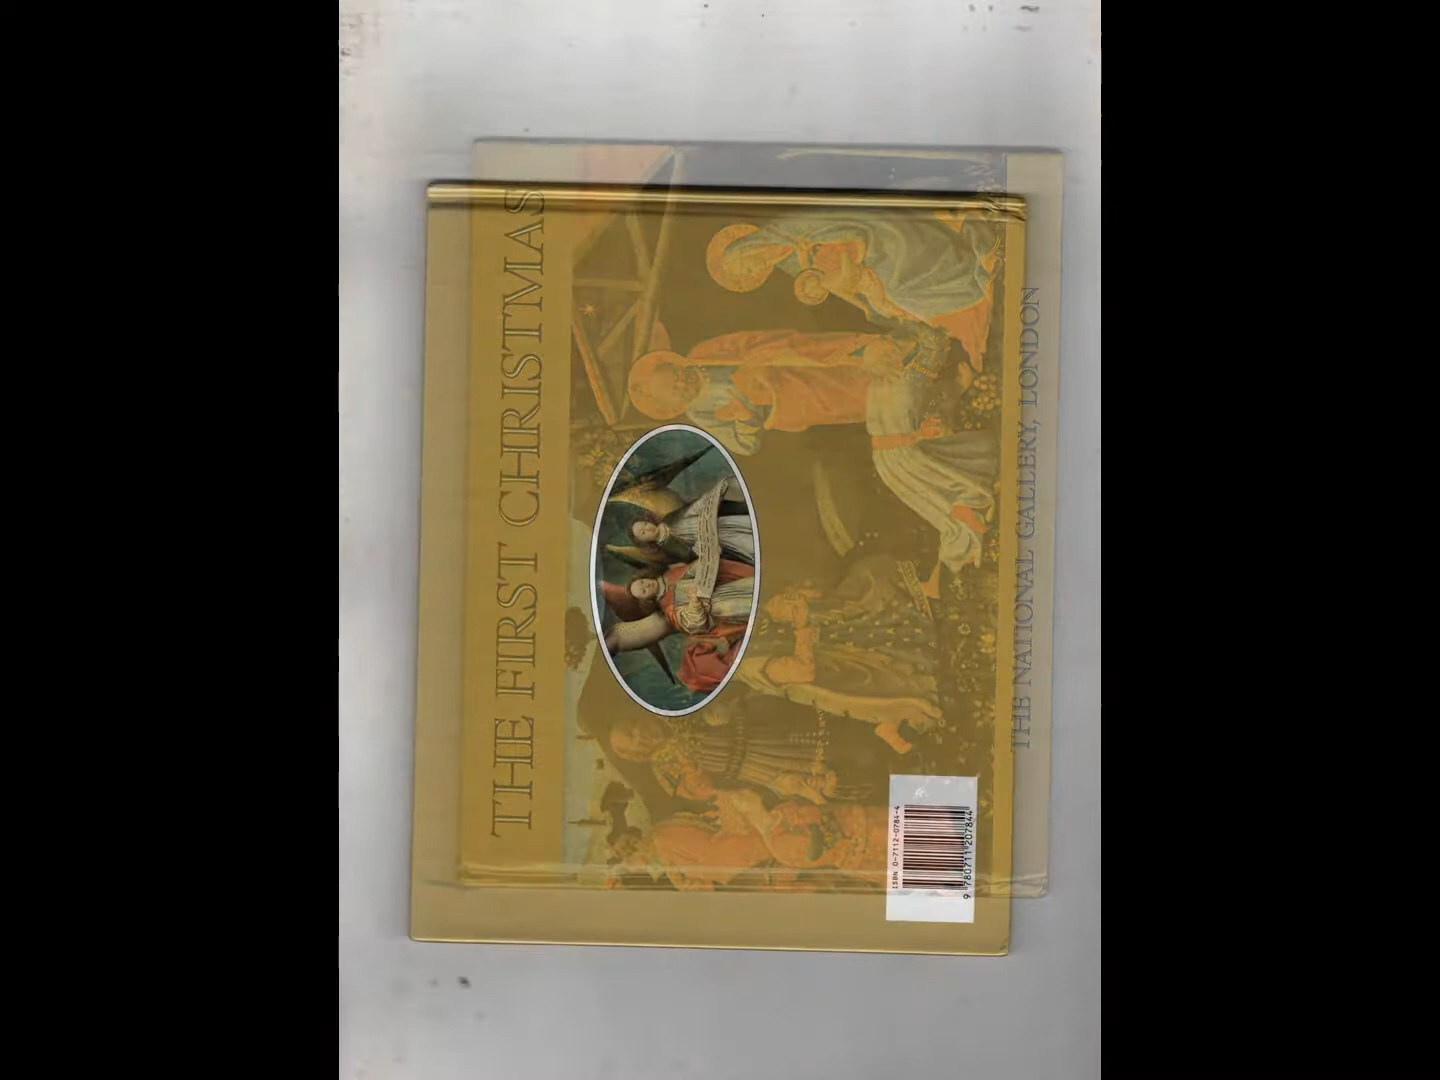 THE FIRST CHRISTMAS
THE NATIONAL GALLERY, LONDON
ISBN 0-7112-0784-4
9 780711 207844